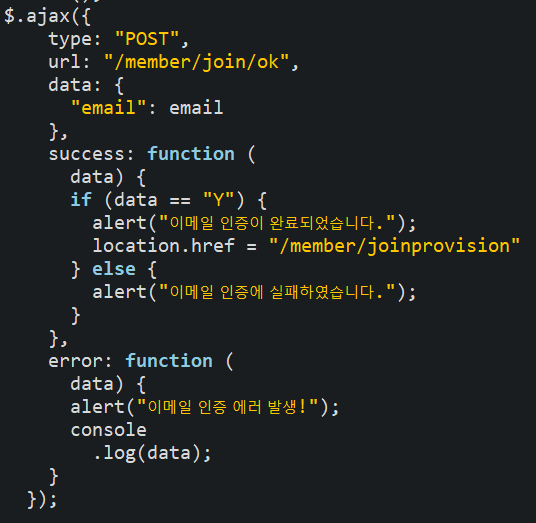 $.ajax({
type: "POST",
url: "/member/join/ok",
data: {
"email": email
},
success: function (
data) {
if (data == "Y") {
alert("이메일 인증이 완료되었습니다.");
location.href = "/member/joinprovision"
} else {
alert("이메일 인증에 실패하였습니다.");
}
},
error: function (
data) {
alert("이메일 인증 에러 발생!");
console
.log(data);
}
});